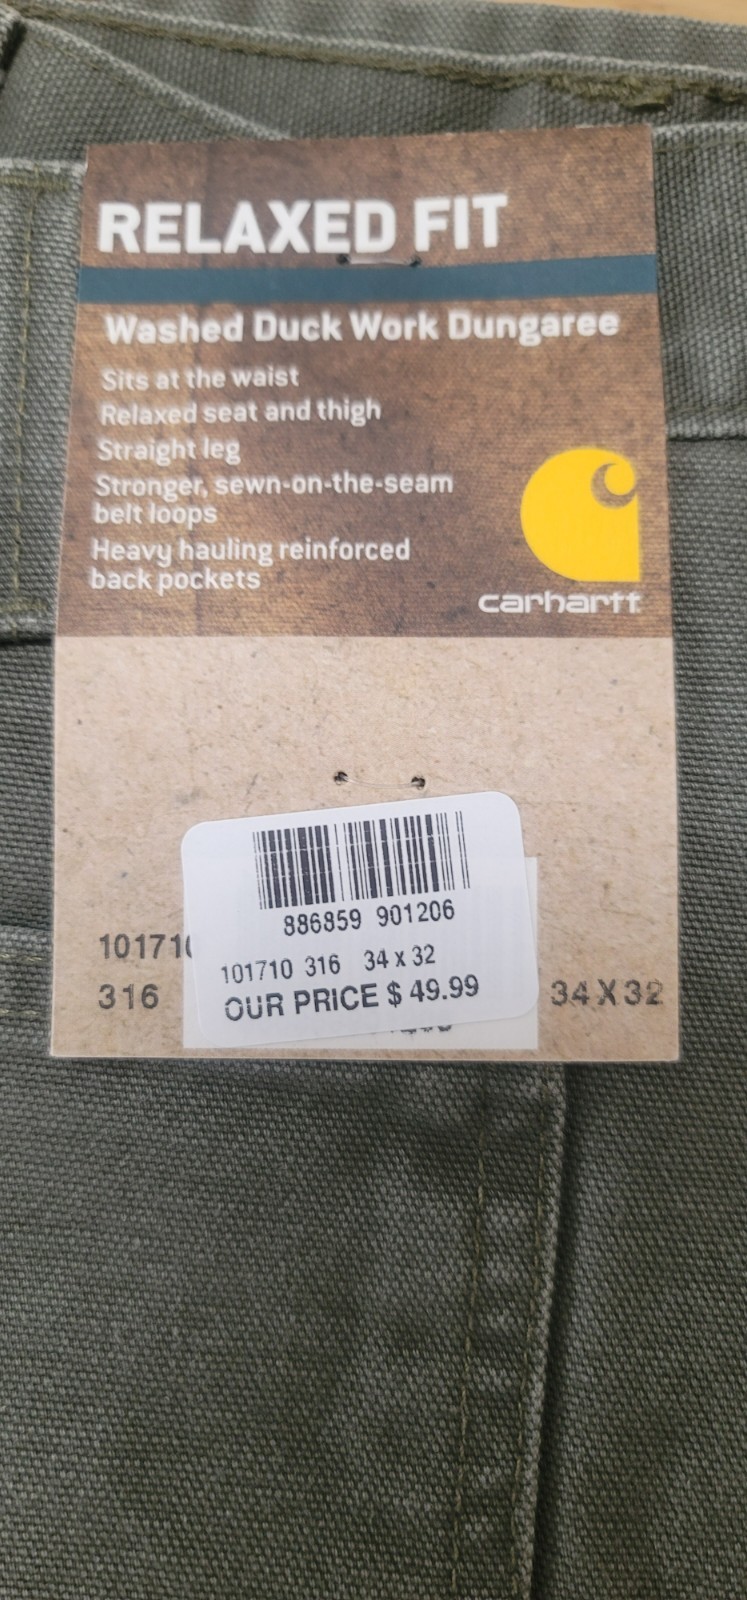 RELAXED FIT
Washed Duck Work Dungaree
Sits at the waist
Relaxed seat and thigh
Straight leg
Stronger, sewn-on-the-seam
belt loops
Heavy hauling reinforced
back pockets
carhartt
886859 901206
101710 316 34 x 32
OUR PRICE $ 49.99
101710
316
34 X 32